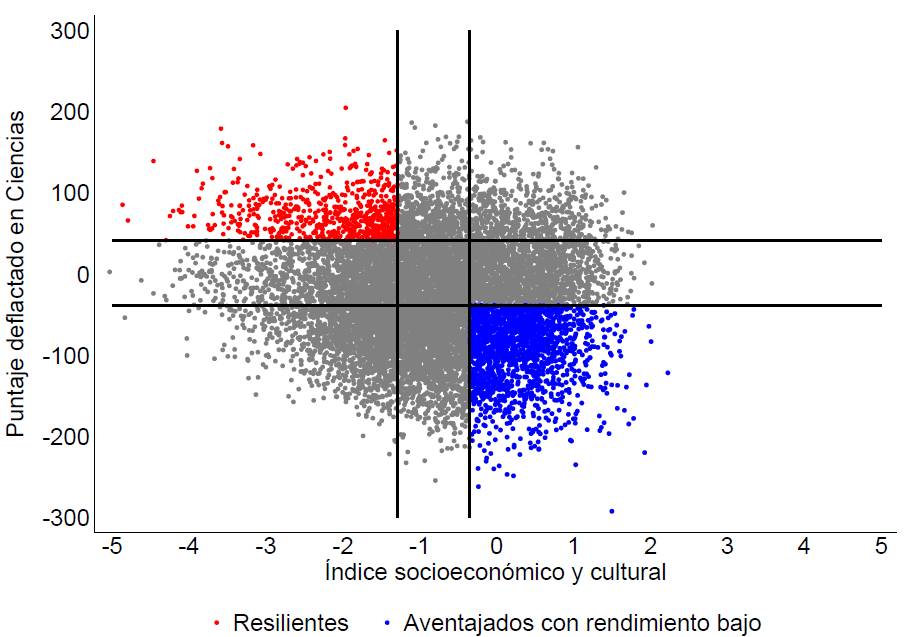 Puntaje deflactado en Ciencias
300
200
100
0
-100
-200
-300
-5 -4 -3 -2 -1 0 1 2 3 4 5
Índice socioeconómico y cultural
Resilientes Aventajados con rendimiento bajo